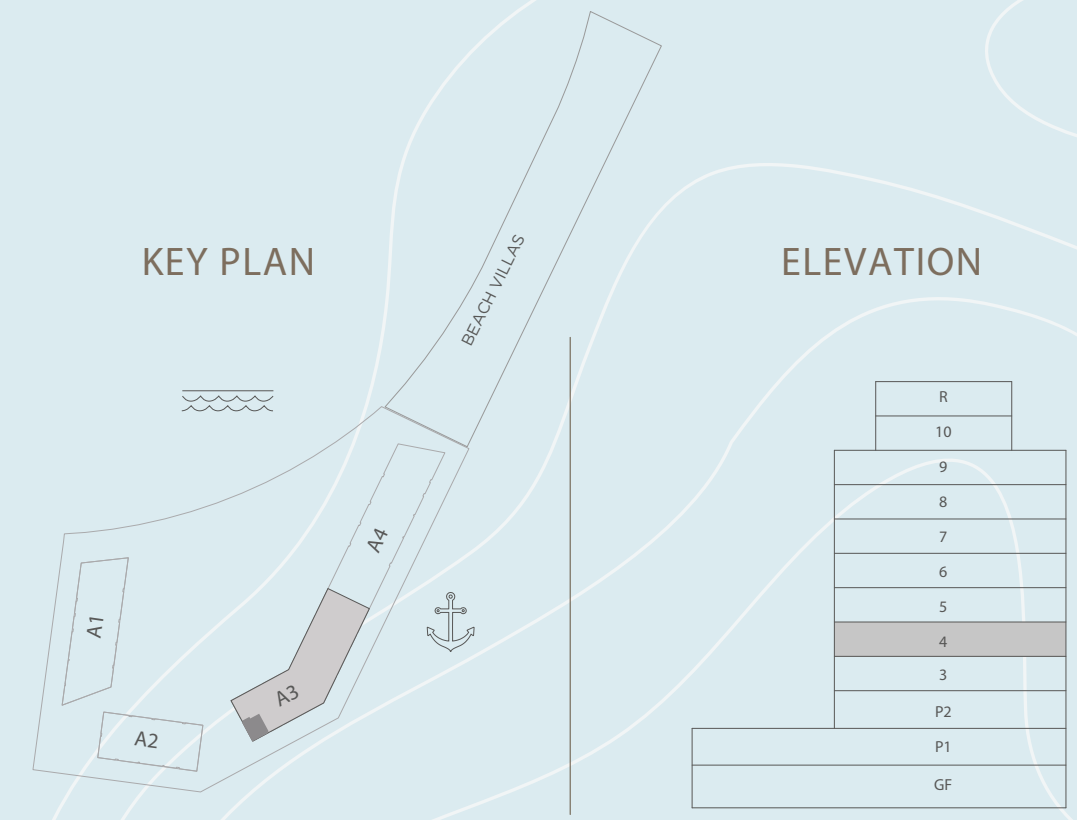 KEY PLAN
BEACH VILLAS
A4
A1
A3
A2
ELEVATION
R
10
9
8
7
6
5
4
3
P2
P1
GF